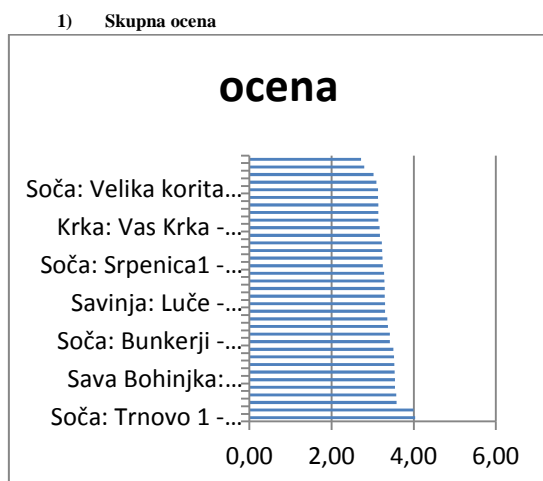 1) Skupna ocena
ocena
Soča: Velika korita...
Krka: Vas Krka -...
Soča: Srpenica1 -...
Savinja: Luče -...
Soča: Bunkerji -...
Sava Bohinjka:...
Soča: Trnovo 1 -...
0,00 2,00 4,00 6,00